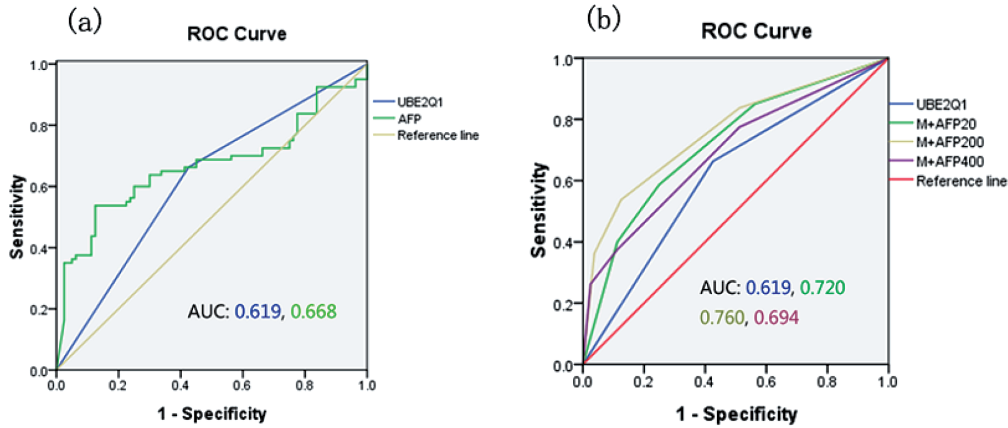 (a)
ROC Curve
Sensitivity
1.0
0.8
0.6
0.4
0.2
0.0
0.0 0.2 0.4 0.6 0.8 1.0
1 - Specificity
UBE2Q1
AFP
Reference line
AUC: 0.619, 0.668
(b)
ROC Curve
Sensitivity
1.0
0.8
0.6
0.4
0.2
0.0
0.0 0.2 0.4 0.6 0.8 1.0
1 - Specificity
UBE2Q1
M+AFP20
M+AFP200
M+AFP400
Reference line
AUC: 0.619, 0.720
0.760, 0.694